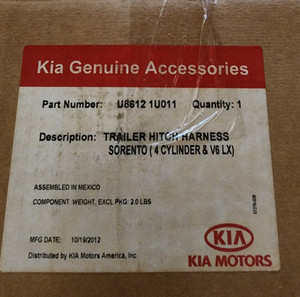 Kia Genuine Accessories
Part Number: U8612 1U011 Quantity: 1
Description: TRAILER HITCH HARNESS
SORENTO ( 4 CYLINDER & V6 LX)
ASSEMBLED IN MEXICO
COMPONENT WEIGHT, EXCL PKG: 2.0 LBS
MFG DATE: 10/19/2012
Distributed by KIA Motors America, Inc
KIA
KIA MOTORS